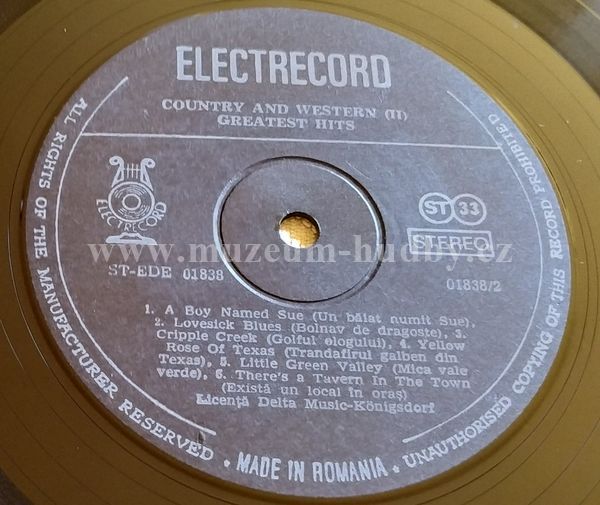 ELECTRECORD
COUNTRY AND WESTERN (II)
GREATEST HITS
ELECTRECORD
ST 33
STEREO
www.muzeum-hudby.cz
ST-EDE 01838
01838/2
1. A Boy Named Sue (Un băiat numit Sue),
2. Lovesick Blues (Bolnav de dragoste), 3.
Cripple Creek (Golful ologului), 4. Yellow
Rose Of Texas (Trandafirul galben din
Texas), 5. Little Green Valley (Mica vale
verde), 6. There's a Tavern In The Town
(Există un local în oraş)
Licenţă Delta Music-Königsdorf
ALL RIGHTS OF THE MANUFACTURER RESERVED • MADE IN ROMANIA • UNAUTHORISED COPYING OF THIS RECORD PROHIBITED